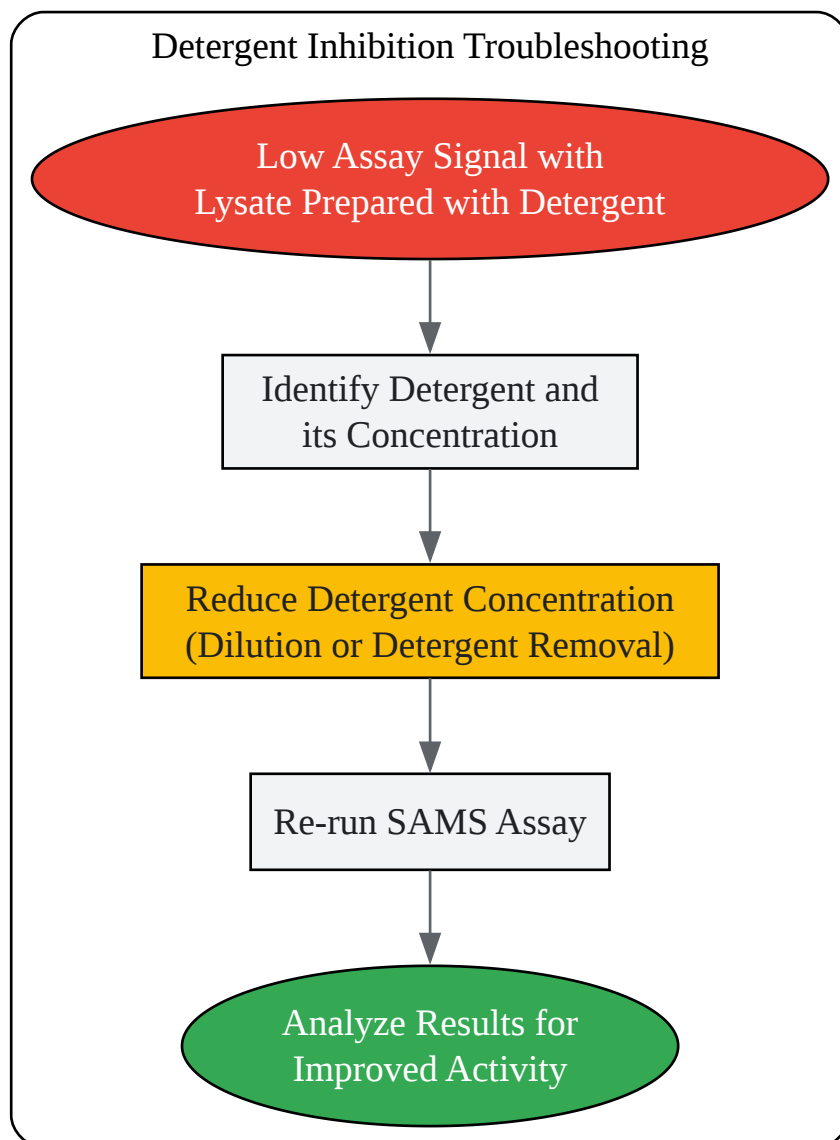 Detergent Inhibition Troubleshooting
Low Assay Signal with
Lysate Prepared with Detergent
Identify Detergent and
its Concentration
Reduce Detergent Concentration
(Dilution or Detergent Removal)
Re-run SAMS Assay
Analyze Results for
Improved Activity